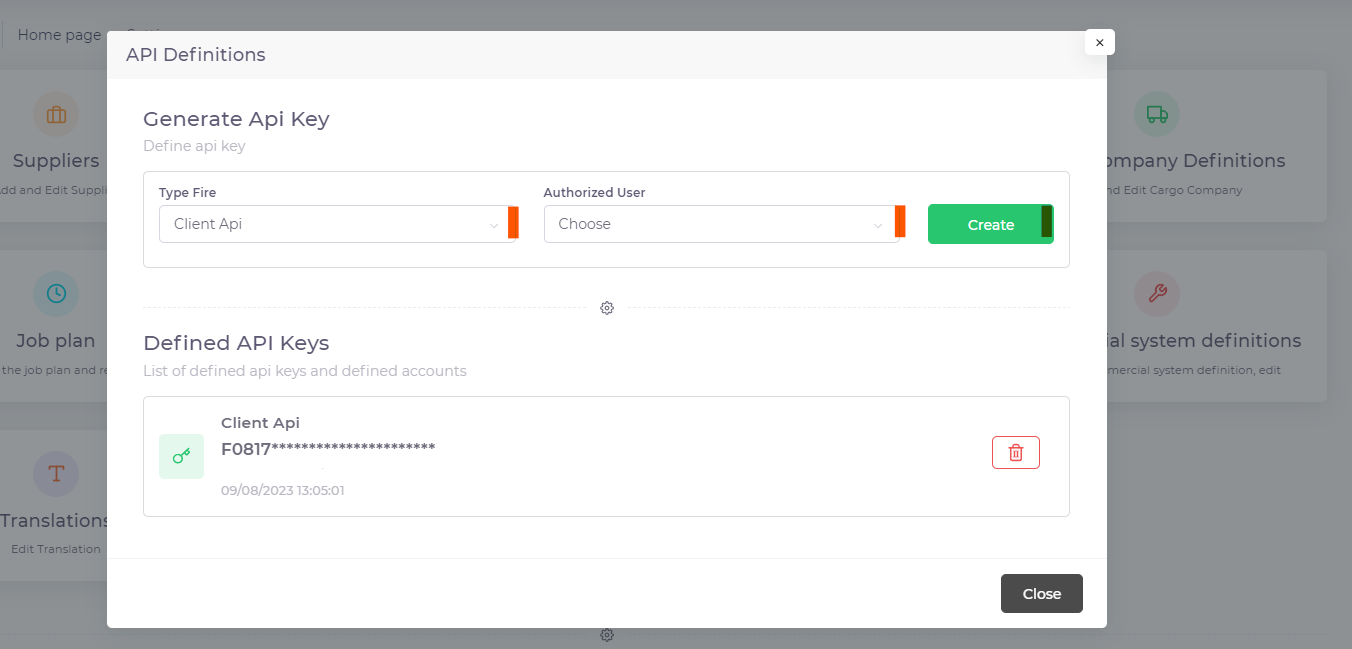 Home page
API Definitions
×
Suppliers
Add and Edit Suppli
ompany Definitions
nd Edit Cargo Company
Generate Api Key
Define api key
Type Fire
Client Api
Authorized User
Choose
Create
Job plan
the job plan and re
ial system definitions
mercial system definition, edit
Defined API Keys
List of defined api keys and defined accounts
Client Api
F0817**********************
09/08/2023 13:05:01
Translations
Edit Translation
Close